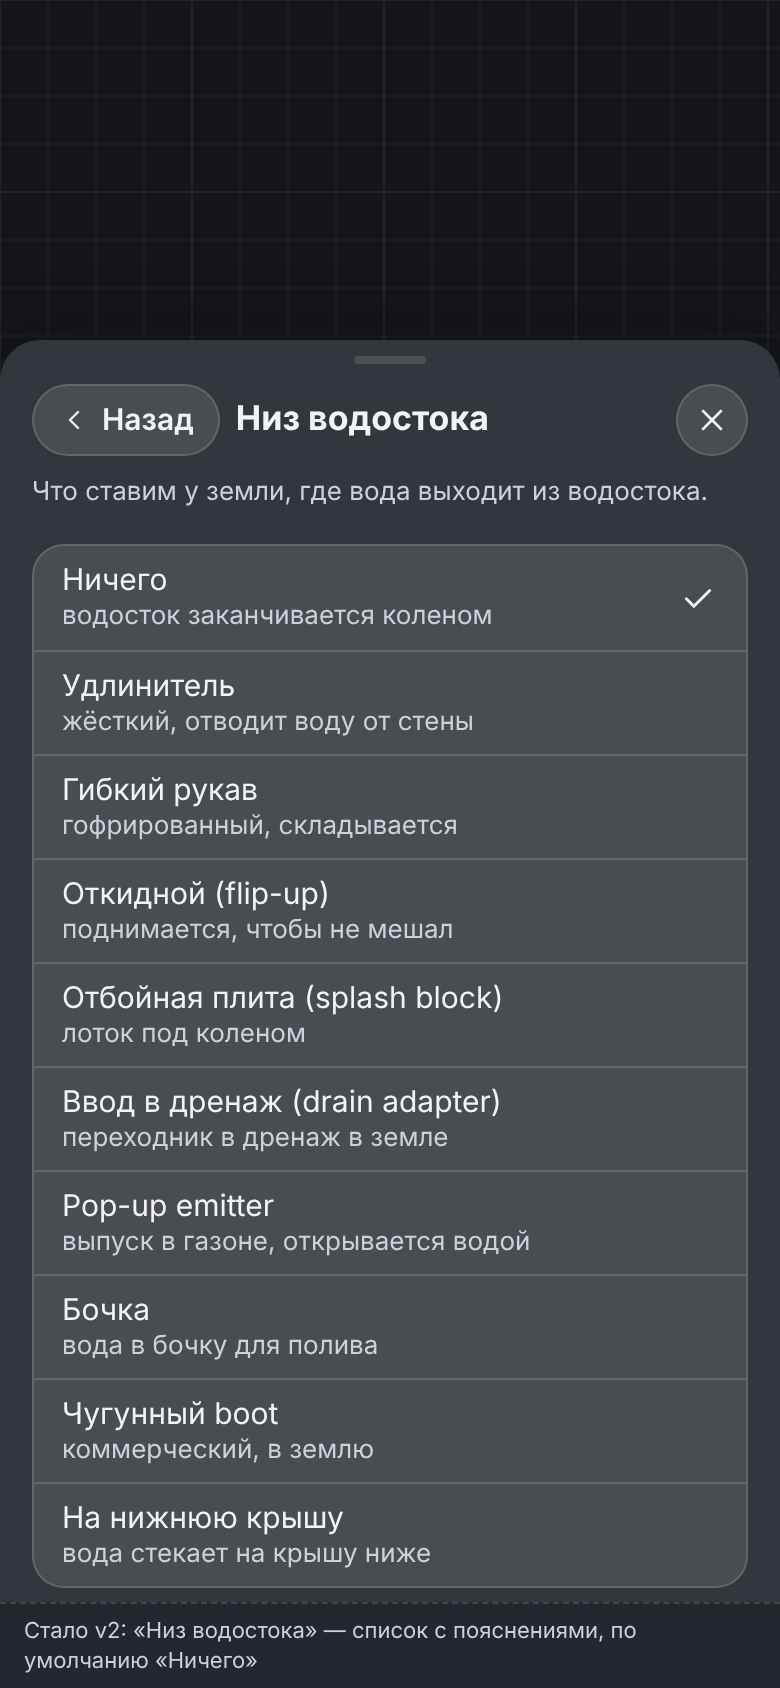 Назад
Низ водостока
Что ставим у земли, где вода выходит из водостока.
Ничего
водосток заканчивается коленом
Удлинитель
жёсткий, отводит воду от стены
Гибкий рукав
гофрированный, складывается
Откидной (flip-up)
поднимается, чтобы не мешал
Отбойная плита (splash block)
лоток под коленом
Ввод в дренаж (drain adapter)
переходник в дренаж в земле
Pop-up emitter
выпуск в газоне, открывается водой
Бочка
вода в бочку для полива
Чугунный boot
коммерческий, в землю
На нижнюю крышу
вода стекает на крышу ниже
Стало v2: «Низ водостока» — список с пояснениями, по
умолчанию «Ничего»